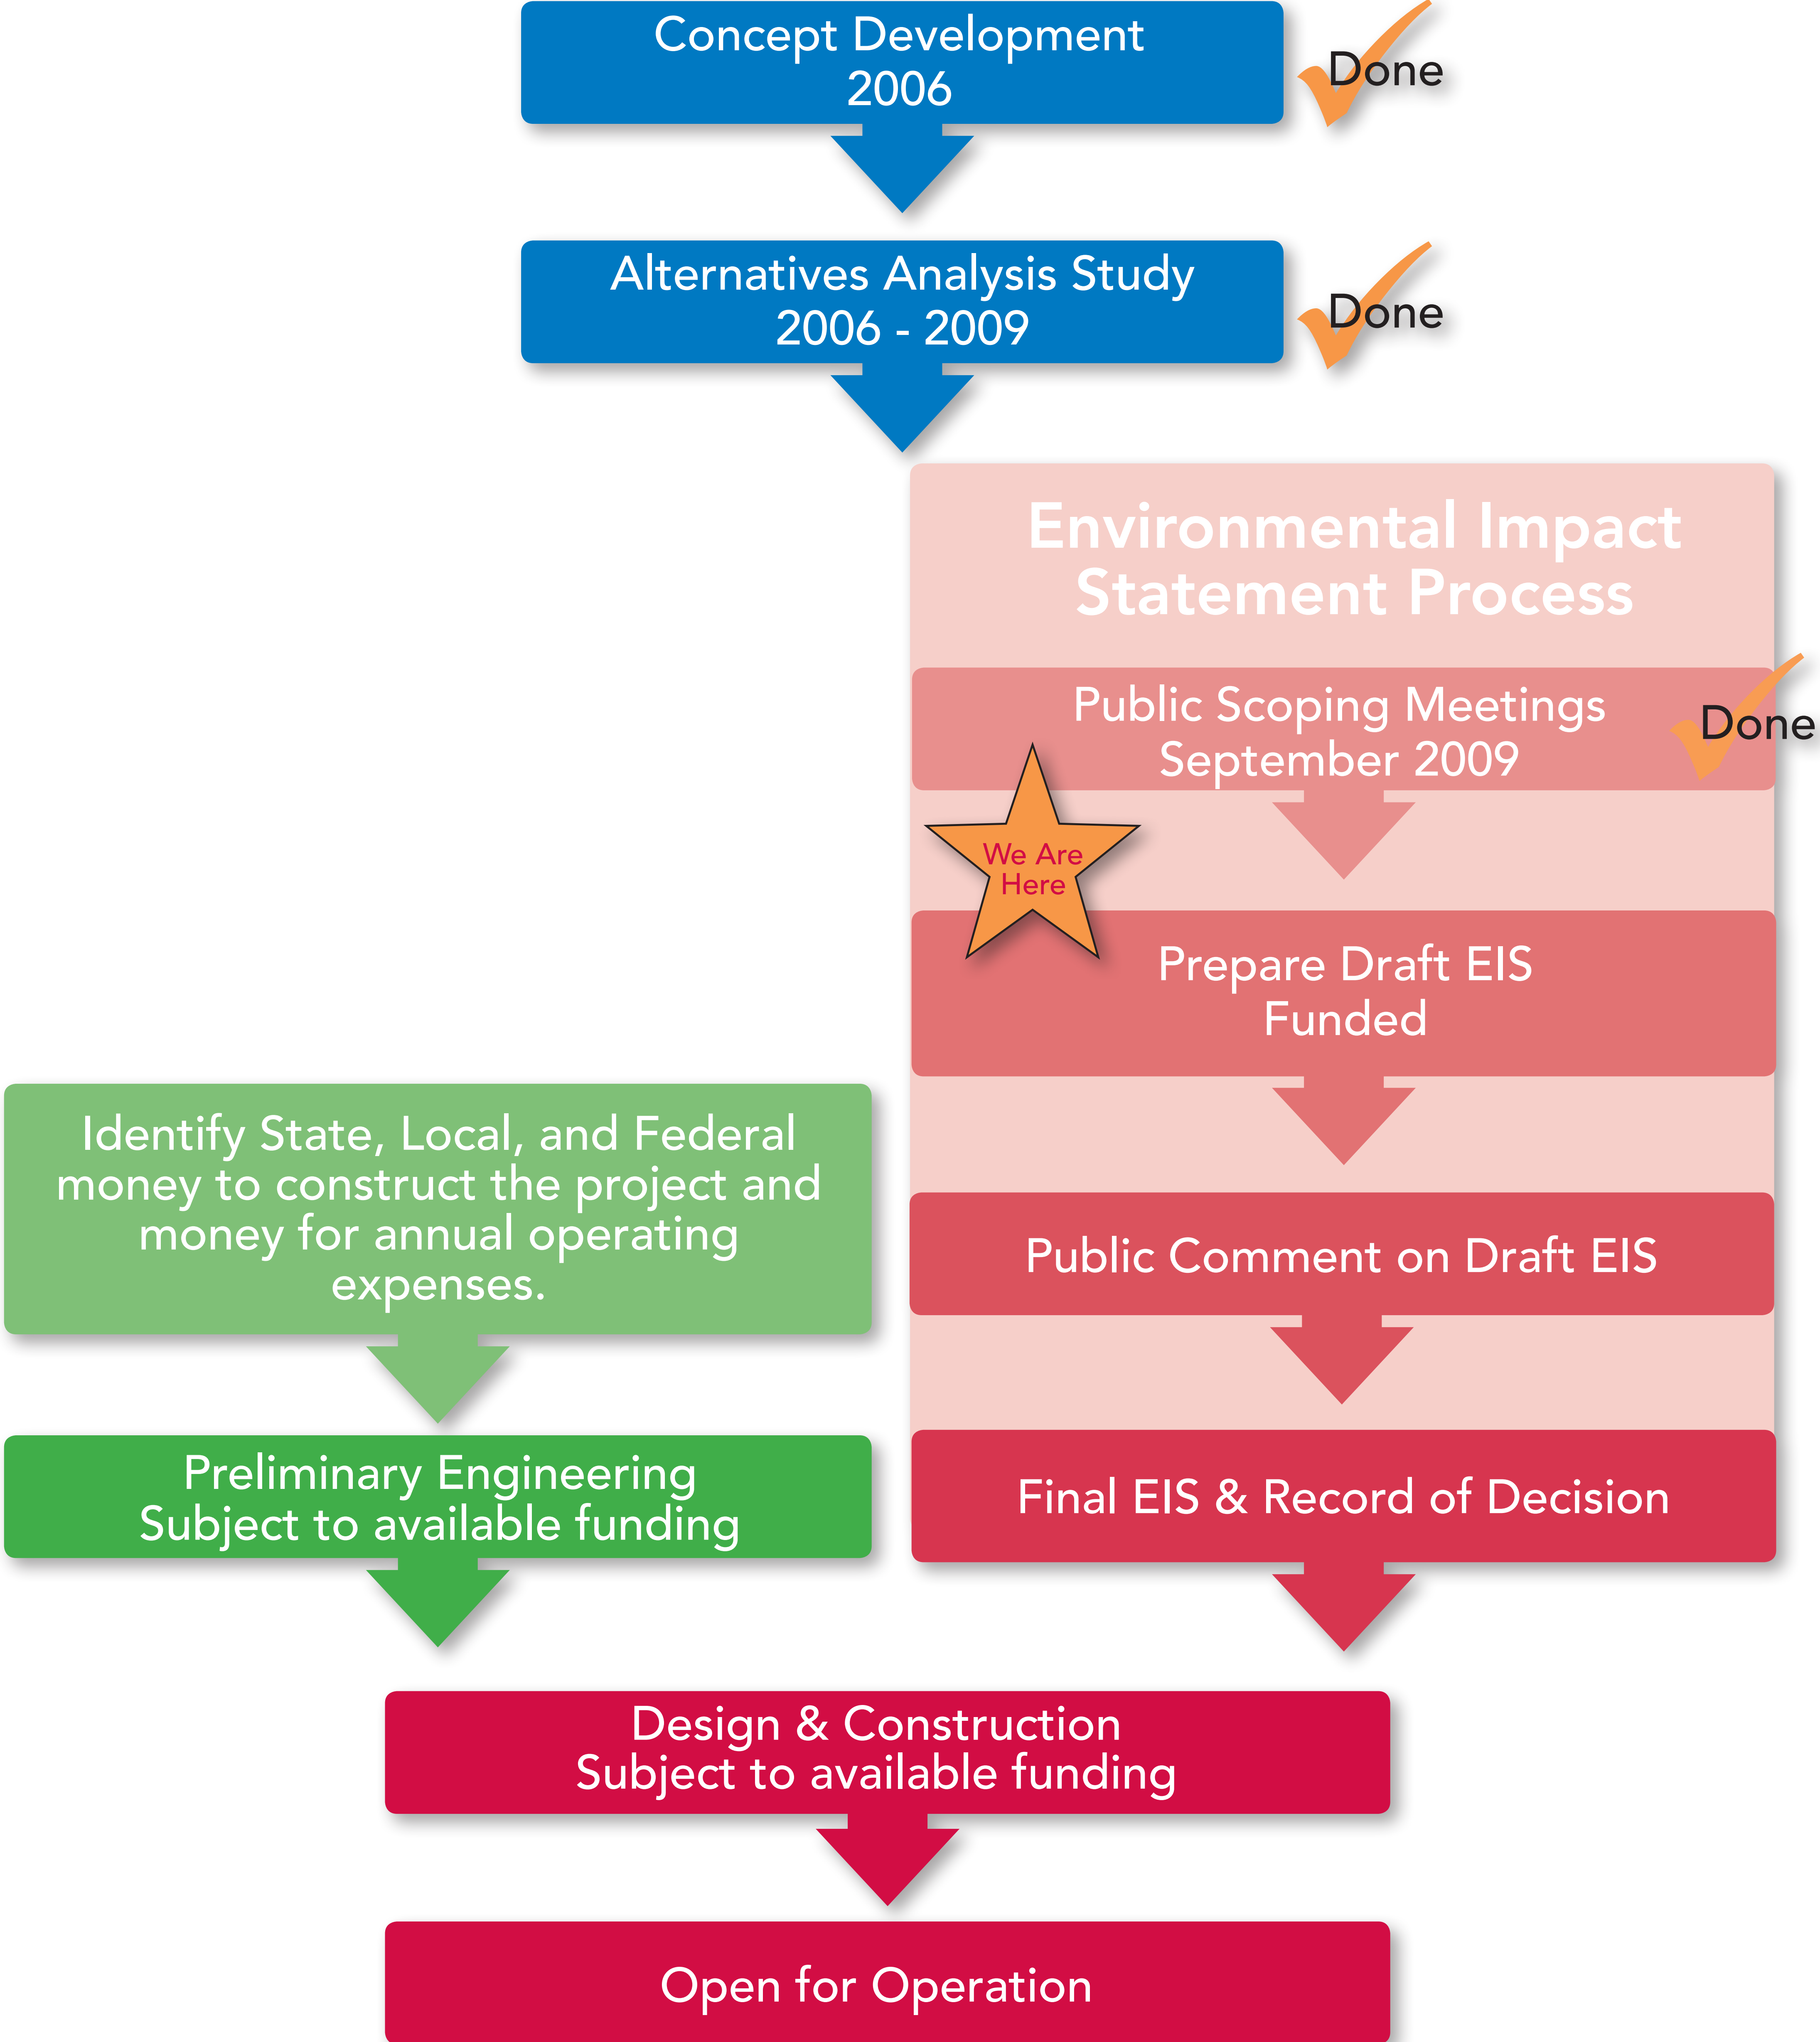 Concept Development
2006
Done
Alternatives Analysis Study
2006 - 2009
Done
Environmental Impact
Statement Process
Public Scoping Meetings
September 2009
Done
We Are
Here
Prepare Draft EIS
Funded
Identify State, Local, and Federal
money to construct the project and
money for annual operating
expenses.
Public Comment on Draft EIS
Preliminary Engineering
Subject to available funding
Final EIS & Record of Decision
Design & Construction
Subject to available funding
Open for Operation